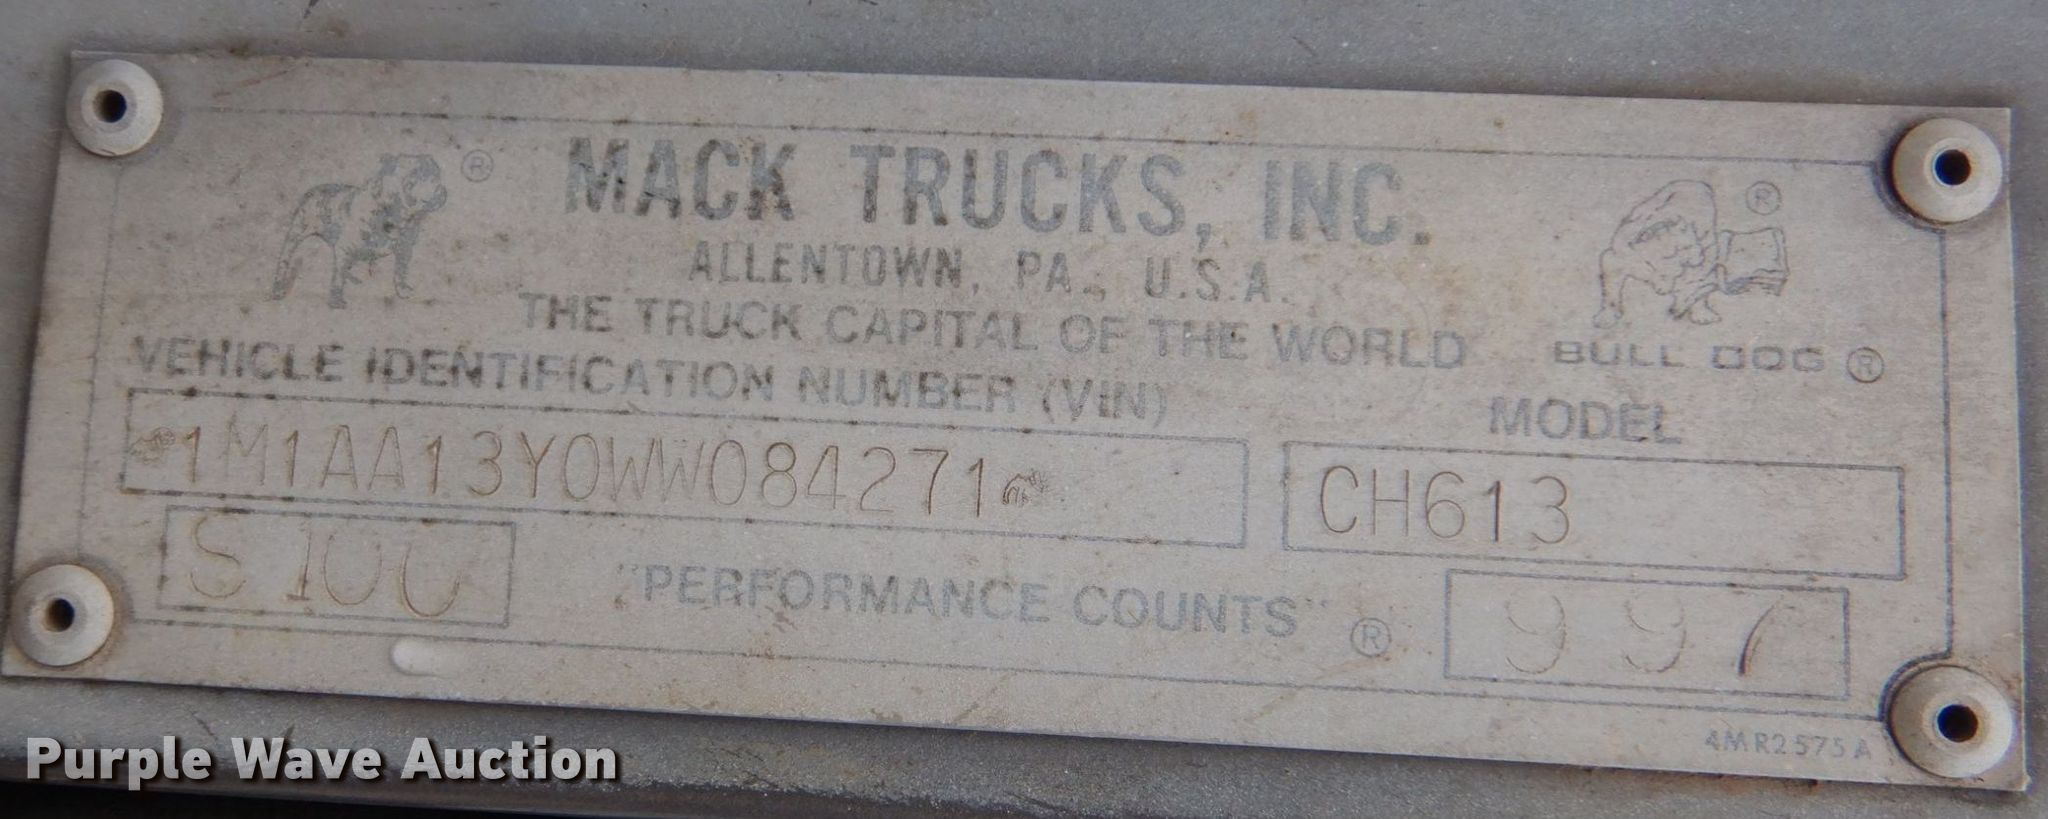 ® MACK TRUCKS, INC. ®
ALLENTOWN, PA., U.S.A.
THE TRUCK CAPITAL OF THE WORLD
BULL DOG ®
VEHICLE IDENTIFICATION NUMBER (VIN)
MODEL
1M1AA13Y0WW084271
CH613
S 100
"PERFORMANCE COUNTS" ®
997
4MR2575A
Purple Wave Auction